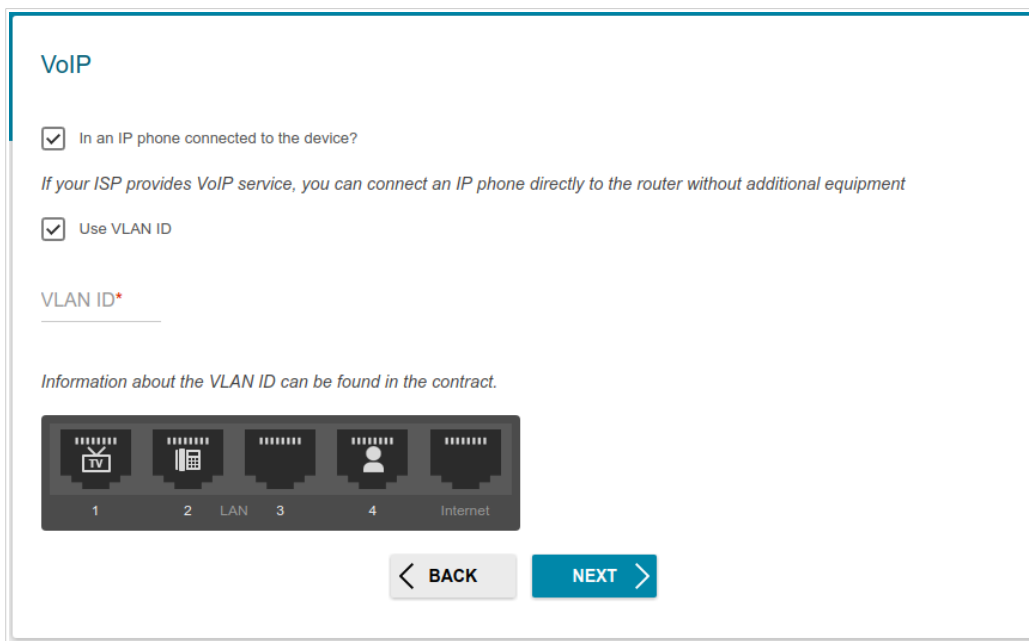 VoIP
In an IP phone connected to the device?
If your ISP provides VoIP service, you can connect an IP phone directly to the router without additional equipment
Use VLAN ID
VLAN ID*
Information about the VLAN ID can be found in the contract.
TV
1 2 LAN 3 4 Internet
BACK NEXT